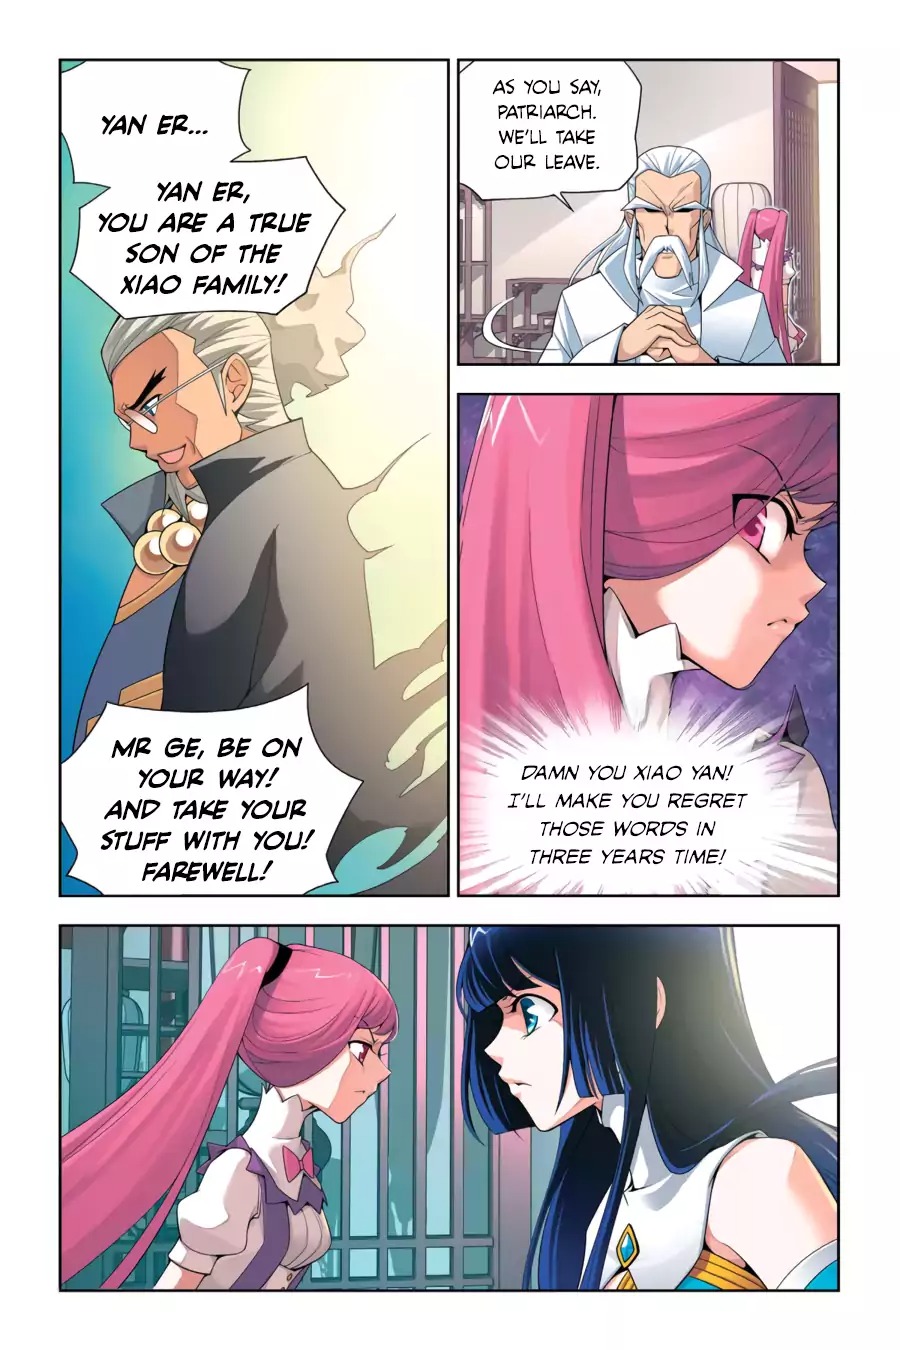 YAN ER...
YAN ER,
YOU ARE A TRUE
SON OF THE
XIAO FAMILY!
MR GE, BE ON
YOUR WAY!
AND TAKE YOUR
STUFF WITH YOU!
FAREWELL!
AS YOU SAY,
PATRIARCH.
WE'LL TAKE
OUR LEAVE.
DAMN YOU XIAO YAN!
I'LL MAKE YOU REGRET
THOSE WORDS IN
THREE YEARS TIME!